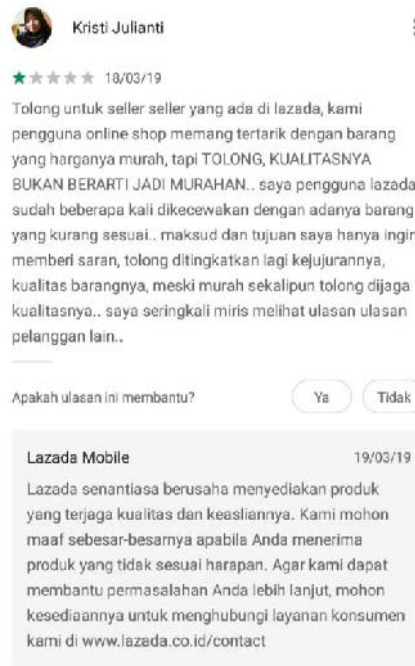 Kristi Julianti
18/03/19
Tolong untuk seller seller yang ada di lazada, kami
pengguna online shop memang tertarik dengan barang
yang harganya murah, tapi TOLONG, KUALITASNYA
BUKAN BERARTI JADI MURAHAN.. saya pengguna lazada
sudah beberapa kali dikecewakan dengan adanya barang
yang kurang sesuai.. maksud dan tujuan saya hanya ingin
memberi saran, tolong ditingkatkan lagi kejujurannya,
kualitas barangnya, meski murah sekalipun tolong dijaga
kualitasnya.. saya seringkali miris melihat ulasan ulasan
pelanggan lain..
Apakah ulasan ini membantu? Ya Tidak
Lazada Mobile 19/03/19
Lazada senantiasa berusaha menyediakan produk
yang terjaga kualitas dan keasliannya. Kami mohon
maaf sebesar-besarnya apabila Anda menerima
produk yang tidak sesuai harapan. Agar kami dapat
membantu permasalahan Anda lebih lanjut, mohon
kesediaannya untuk menghubungi layanan konsumen
kami di www.lazada.co.id/contact